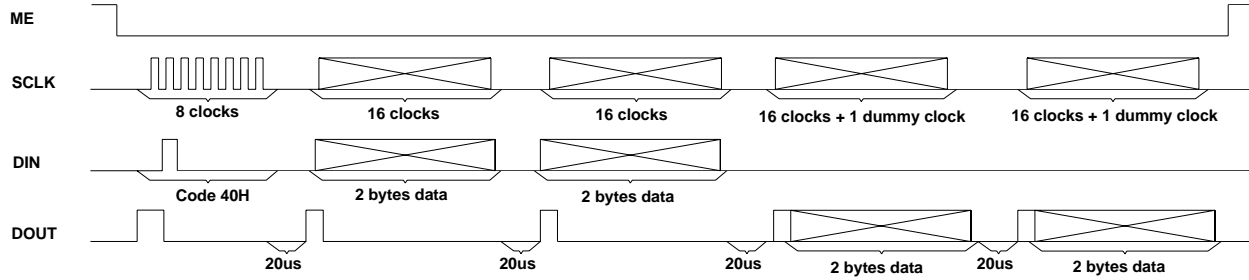 ME
SCLK
8 clocks
16 clocks
16 clocks
16 clocks + 1 dummy clock
16 clocks + 1 dummy clock
DIN
Code 40H
2 bytes data
2 bytes data
DOUT
20us
20us
20us
2 bytes data
20us
2 bytes data